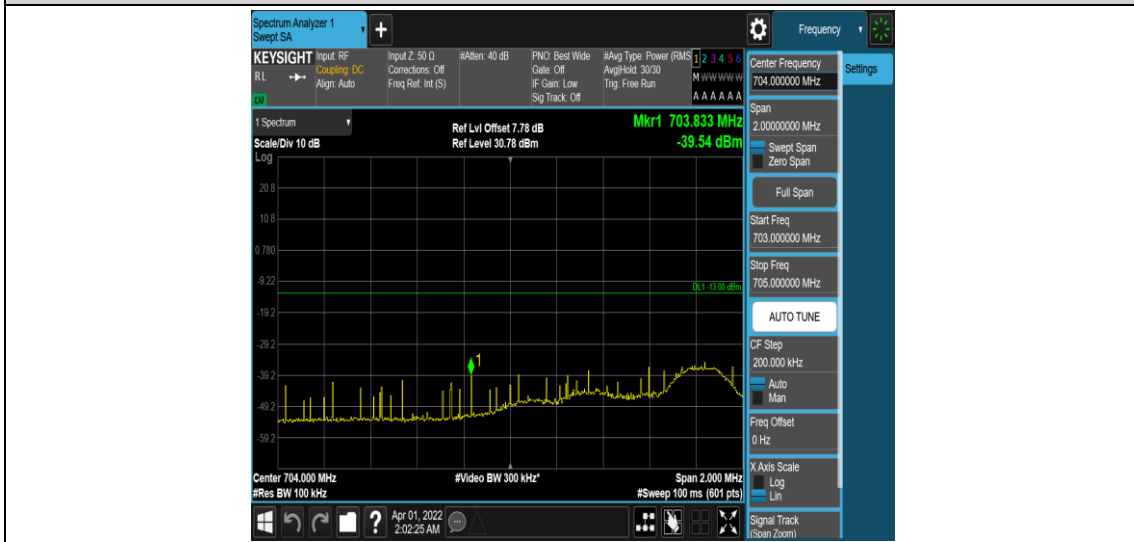 Spectrum Analyzer 1
Swept SA
+
Frequency
KEYSIGHT
RL
LXI
Input: RF
Coupling: DC
Align: Auto
Input Z: 50 Ω
Corrections: Off
Freq Ref: Int (S)
#Atten: 40 dB
PNO: Best Wide
Gate: Off
IF Gain: Low
Sig Track: Off
#Avg Type: Power (RMS
Avg|Hold: 30/30
Trig: Free Run
1 2 3 4 5 6
M W W W W W
A A A A A A
1 Spectrum
Scale/Div 10 dB
Log
Ref Lvl Offset 7.78 dB
Ref Level 30.78 dBm
Mkr1 703.833 MHz
-39.54 dBm
20.8
10.8
0.780
-9.22
DL1 -13.00 dBm
-19.2
-29.2
1
-39.2
-49.2
-59.2
Center 704.000 MHz
#Res BW 100 kHz
#Video BW 300 kHz*
Span 2.000 MHz
#Sweep 100 ms (601 pts)
?
Apr 01, 2022
2:02:25 AM
Center Frequency
704.000000 MHz
Settings
Span
2.00000000 MHz
Swept Span
Zero Span
Full Span
Start Freq
703.000000 MHz
Stop Freq
705.000000 MHz
AUTO TUNE
CF Step
200.000 kHz
Auto
Man
Freq Offset
0 Hz
X Axis Scale
Log
Lin
Signal Track
(Span Zoom)